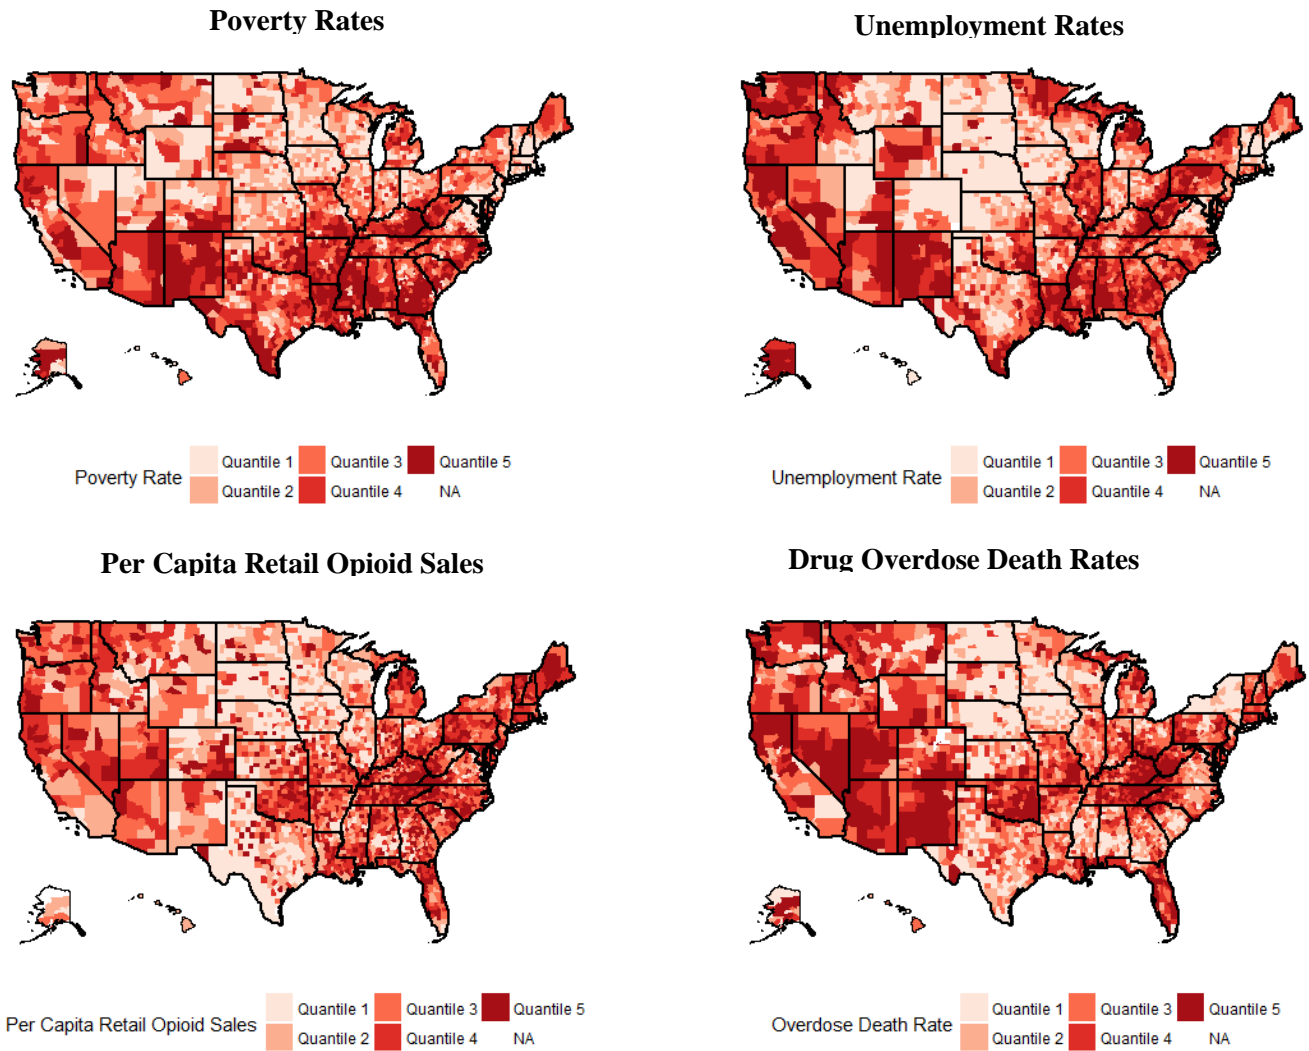 Poverty Rates
Unemployment Rates
Poverty Rate
Quantile 1
Quantile 3
Quantile 5
Quantile 2
Quantile 4
NA
Unemployment Rate
Quantile 1
Quantile 3
Quantile 5
Quantile 2
Quantile 4
NA
Per Capita Retail Opioid Sales
Drug Overdose Death Rates
Per Capita Retail Opioid Sales
Quantile 1
Quantile 3
Quantile 5
Quantile 2
Quantile 4
NA
Overdose Death Rate
Quantile 1
Quantile 3
Quantile 5
Quantile 2
Quantile 4
NA